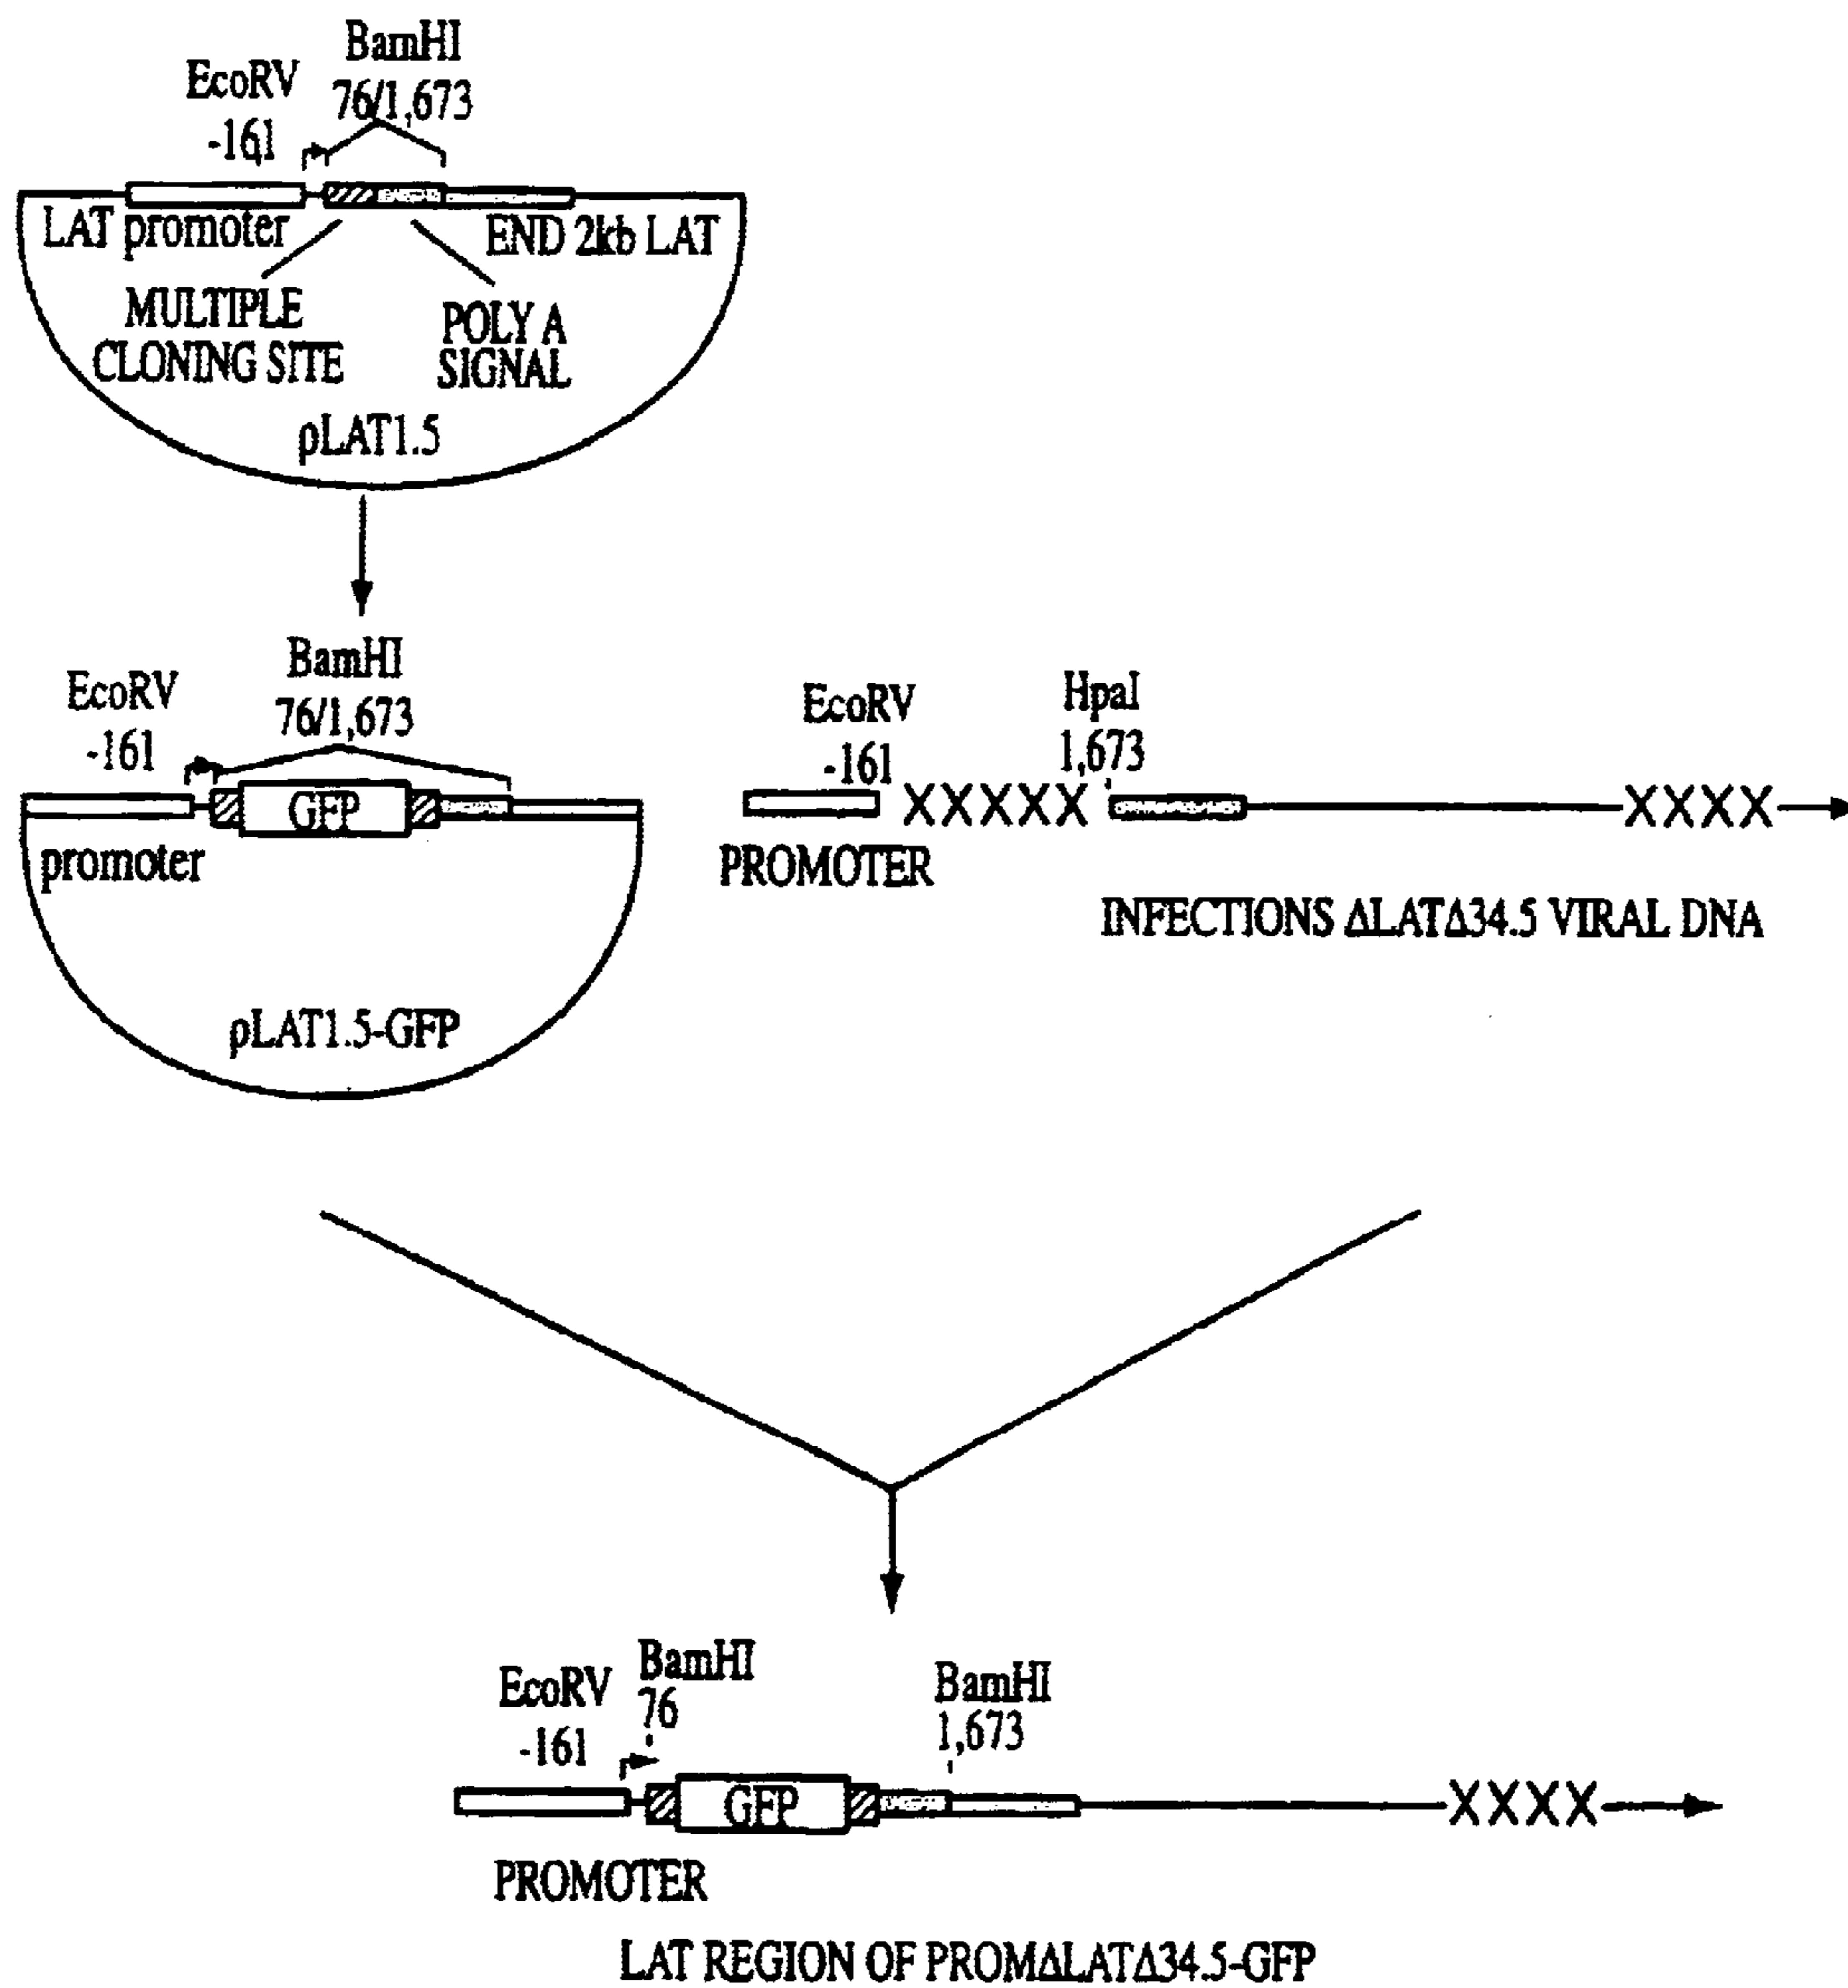 BamHI
76/1,673
EcoRV
-161
LAT promoter
END 2kb LAT
MULTIPLE
CLONING SITE
POLY A
SIGNAL
pLAT1.5
BamHI
76/1,673
EcoRV
-161
GFP
promoter
pLAT1.5-GFP
EcoRV
-161
HpaI
1,673
XXXXX
XXXX
PROMOTER
INFECTIONS ΔLATΔ34.5 VIRAL DNA
EcoRV
-161
BamHI
76
BamHI
1,673
GFP
XXXX
PROMOTER
LAT REGION OF PROMΔLATΔ34.5-GFP